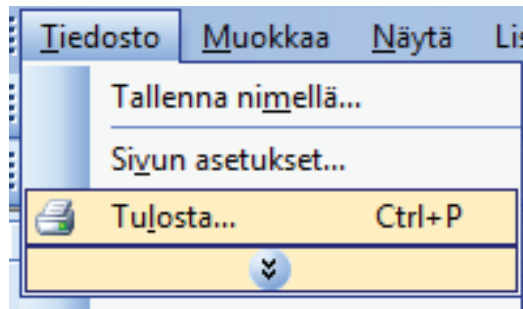 Tiedosto Muokkaa Näytä
Tallenna nimellä...
Sivun asetukset...
Tulosta... Ctrl+P